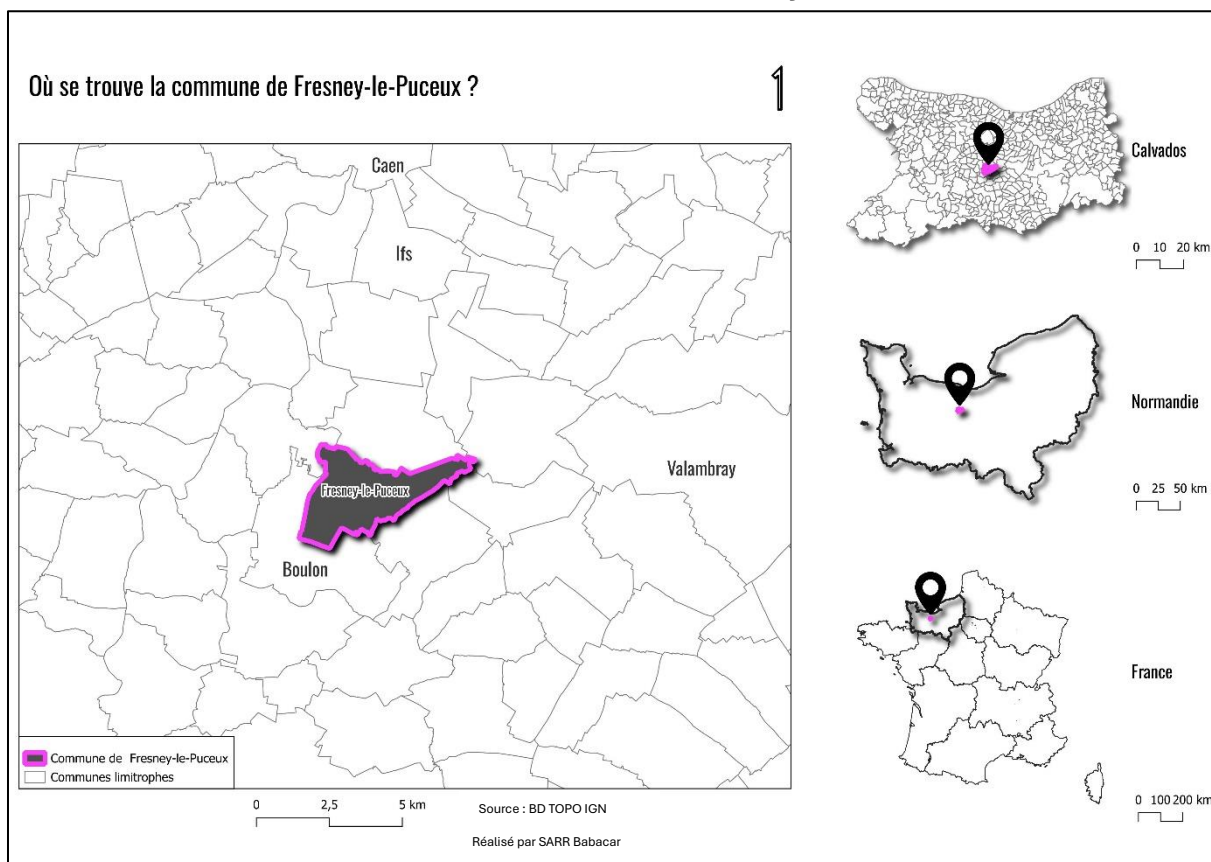 Où se trouve la commune de Fresney-le-Puceux ?
1
Caen
Ifs
Valambray
Fresney-le-Puceux
Boulon
Commune de Fresney-le-Puceux
Communes limitrophes
0 2,5 5 km
Source : BD TOPO IGN
Réalisé par SARR Babacar
Calvados
0 10 20 km
Normandie
0 25 50 km
France
0 100 200 km